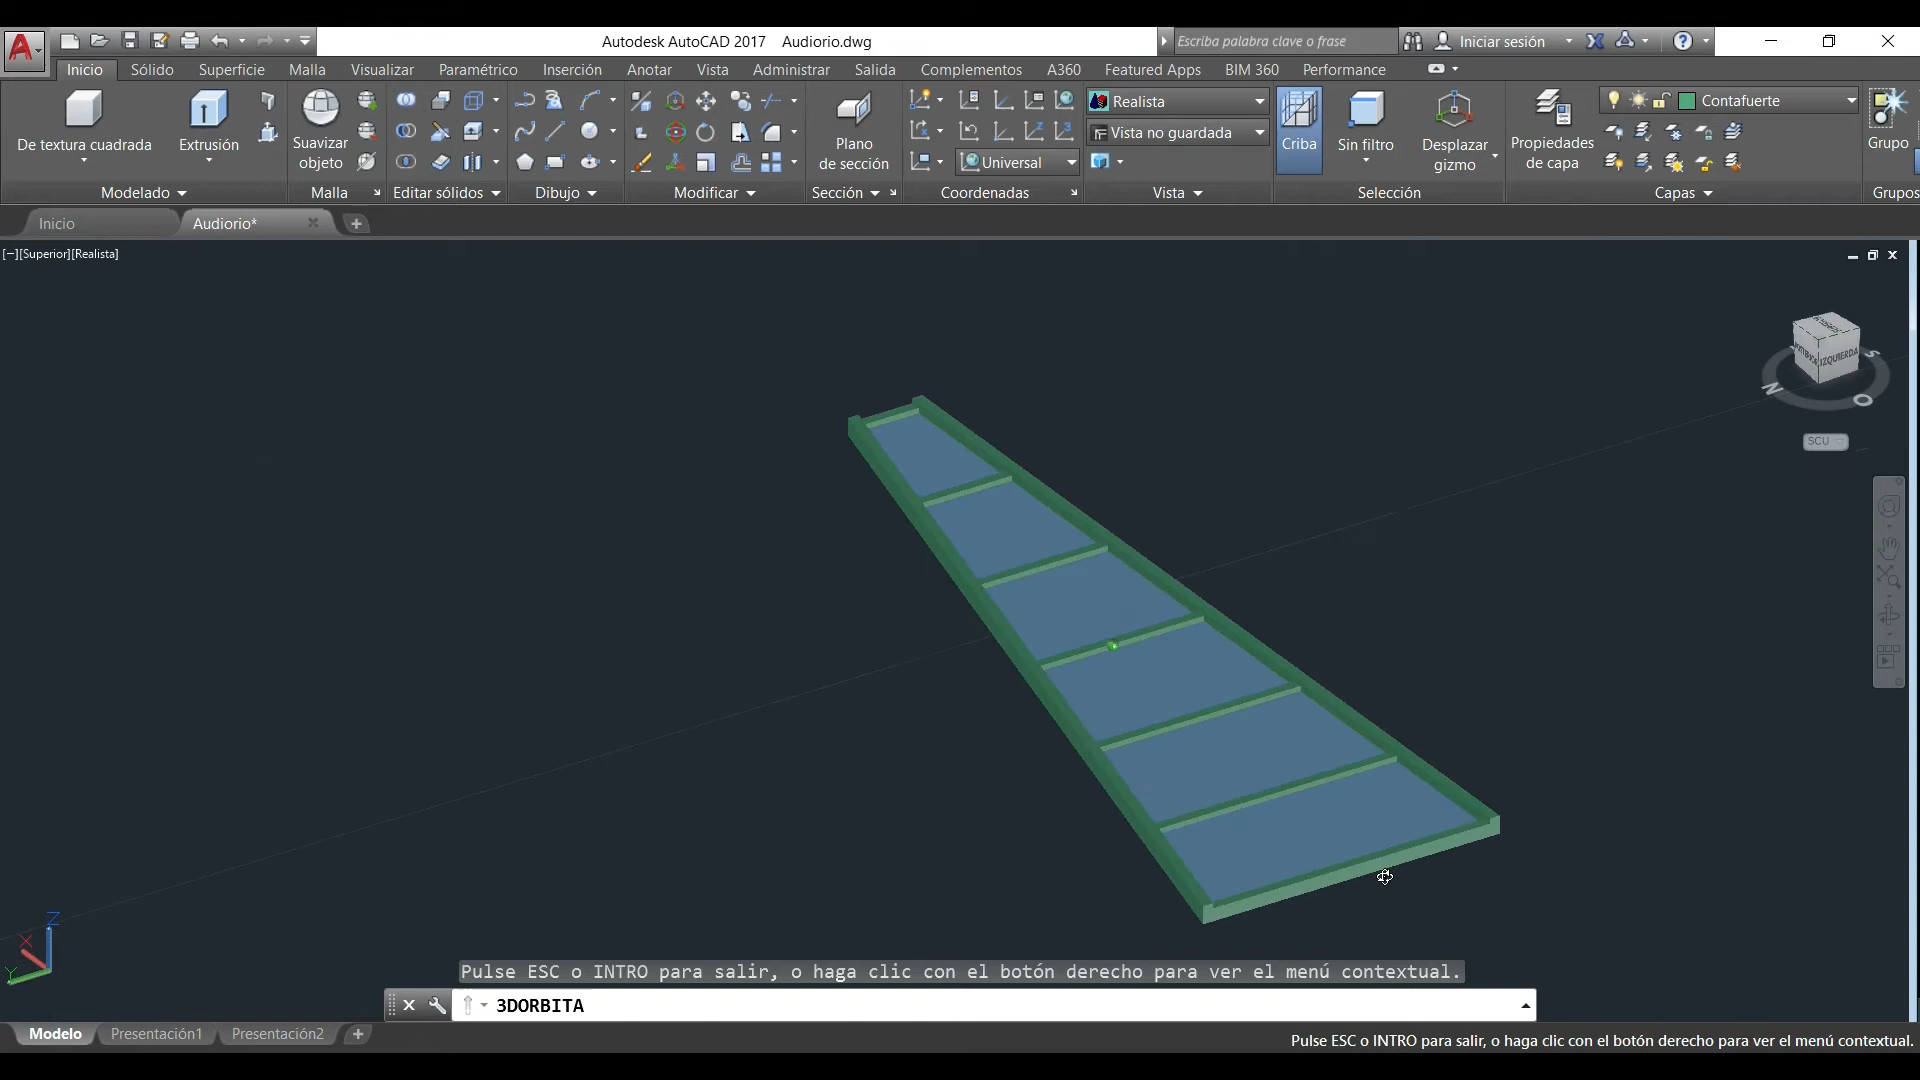 Autodesk AutoCAD 2017 Audiorio.dwg
Escriba palabra clave o frase
Iniciar sesión
Inicio Sólido Superficie Malla Visualizar Paramétrico Inserción Anotar Vista Administrar Salida Complementos A360 Featured Apps BIM 360 Performance
De textura cuadrada
Extrusión
Suavizar objeto
Plano de sección
Realista
Vista no guardada
Universal
Criba
Sin filtro
Desplazar gizmo
Propiedades de capa
Contafuerte
Grupo
Modelado Malla Editar sólidos Dibujo Modificar Sección Coordenadas Vista Selección Capas Grupos
Inicio Audiorio*
[−][Superior][Realista]
IZQUIERDA
N S O
SCU
Z
X
Y
Pulse ESC o INTRO para salir, o haga clic con el botón derecho para ver el menú contextual.
3DORBITA
Modelo Presentación1 Presentación2
Pulse ESC o INTRO para salir, o haga clic con el botón derecho para ver el menú contextual.